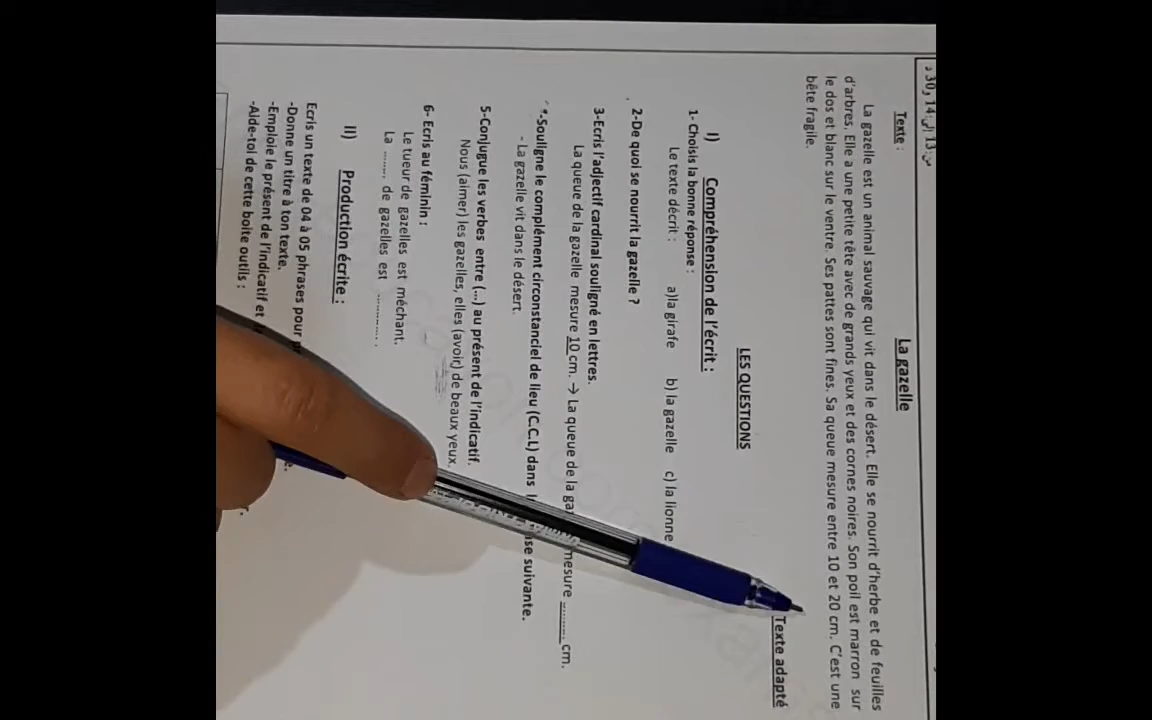 من: 13 إلى: 14 و30 د
Texte :
La gazelle
La gazelle est un animal sauvage qui vit dans le désert. Elle se nourrit d'herbe et de feuilles
d'arbres. Elle a une petite tête avec de grands yeux et des cornes noires. Son poil est marron sur
le dos et blanc sur le ventre. Ses pattes sont fines. Sa queue mesure entre 10 et 20 cm. C'est une
bête fragile.
Texte adapté
LES QUESTIONS
I) Compréhension de l'écrit :
1- Choisis la bonne réponse :
Le texte décrit : a)la girafe b) la gazelle c) la lionne
2-De quoi se nourrit la gazelle ?
3-Ecris l'adjectif cardinal souligné en lettres.
La queue de la gazelle mesure 10 cm. → La queue de la mesure .......... cm.
-Souligne le complément circonstanciel de lieu (C.C.L) dans suivante.
- La gazelle vit dans le désert.
5-Conjugue les verbes entre (...) au présent de l'indicatif.
Nous (aimer) les gazelles, elles (avoir) de beaux yeux.
6- Ecris au féminin :
Le tueur de gazelles est méchant.
La ........ de gazelles est ............. .
II) Production écrite :
Ecris un texte de 04 à 05 phrases pour
-Donne un titre à ton texte.
-Emploie le présent de l'indicatif et
-Aide-toi de cette boite outils :